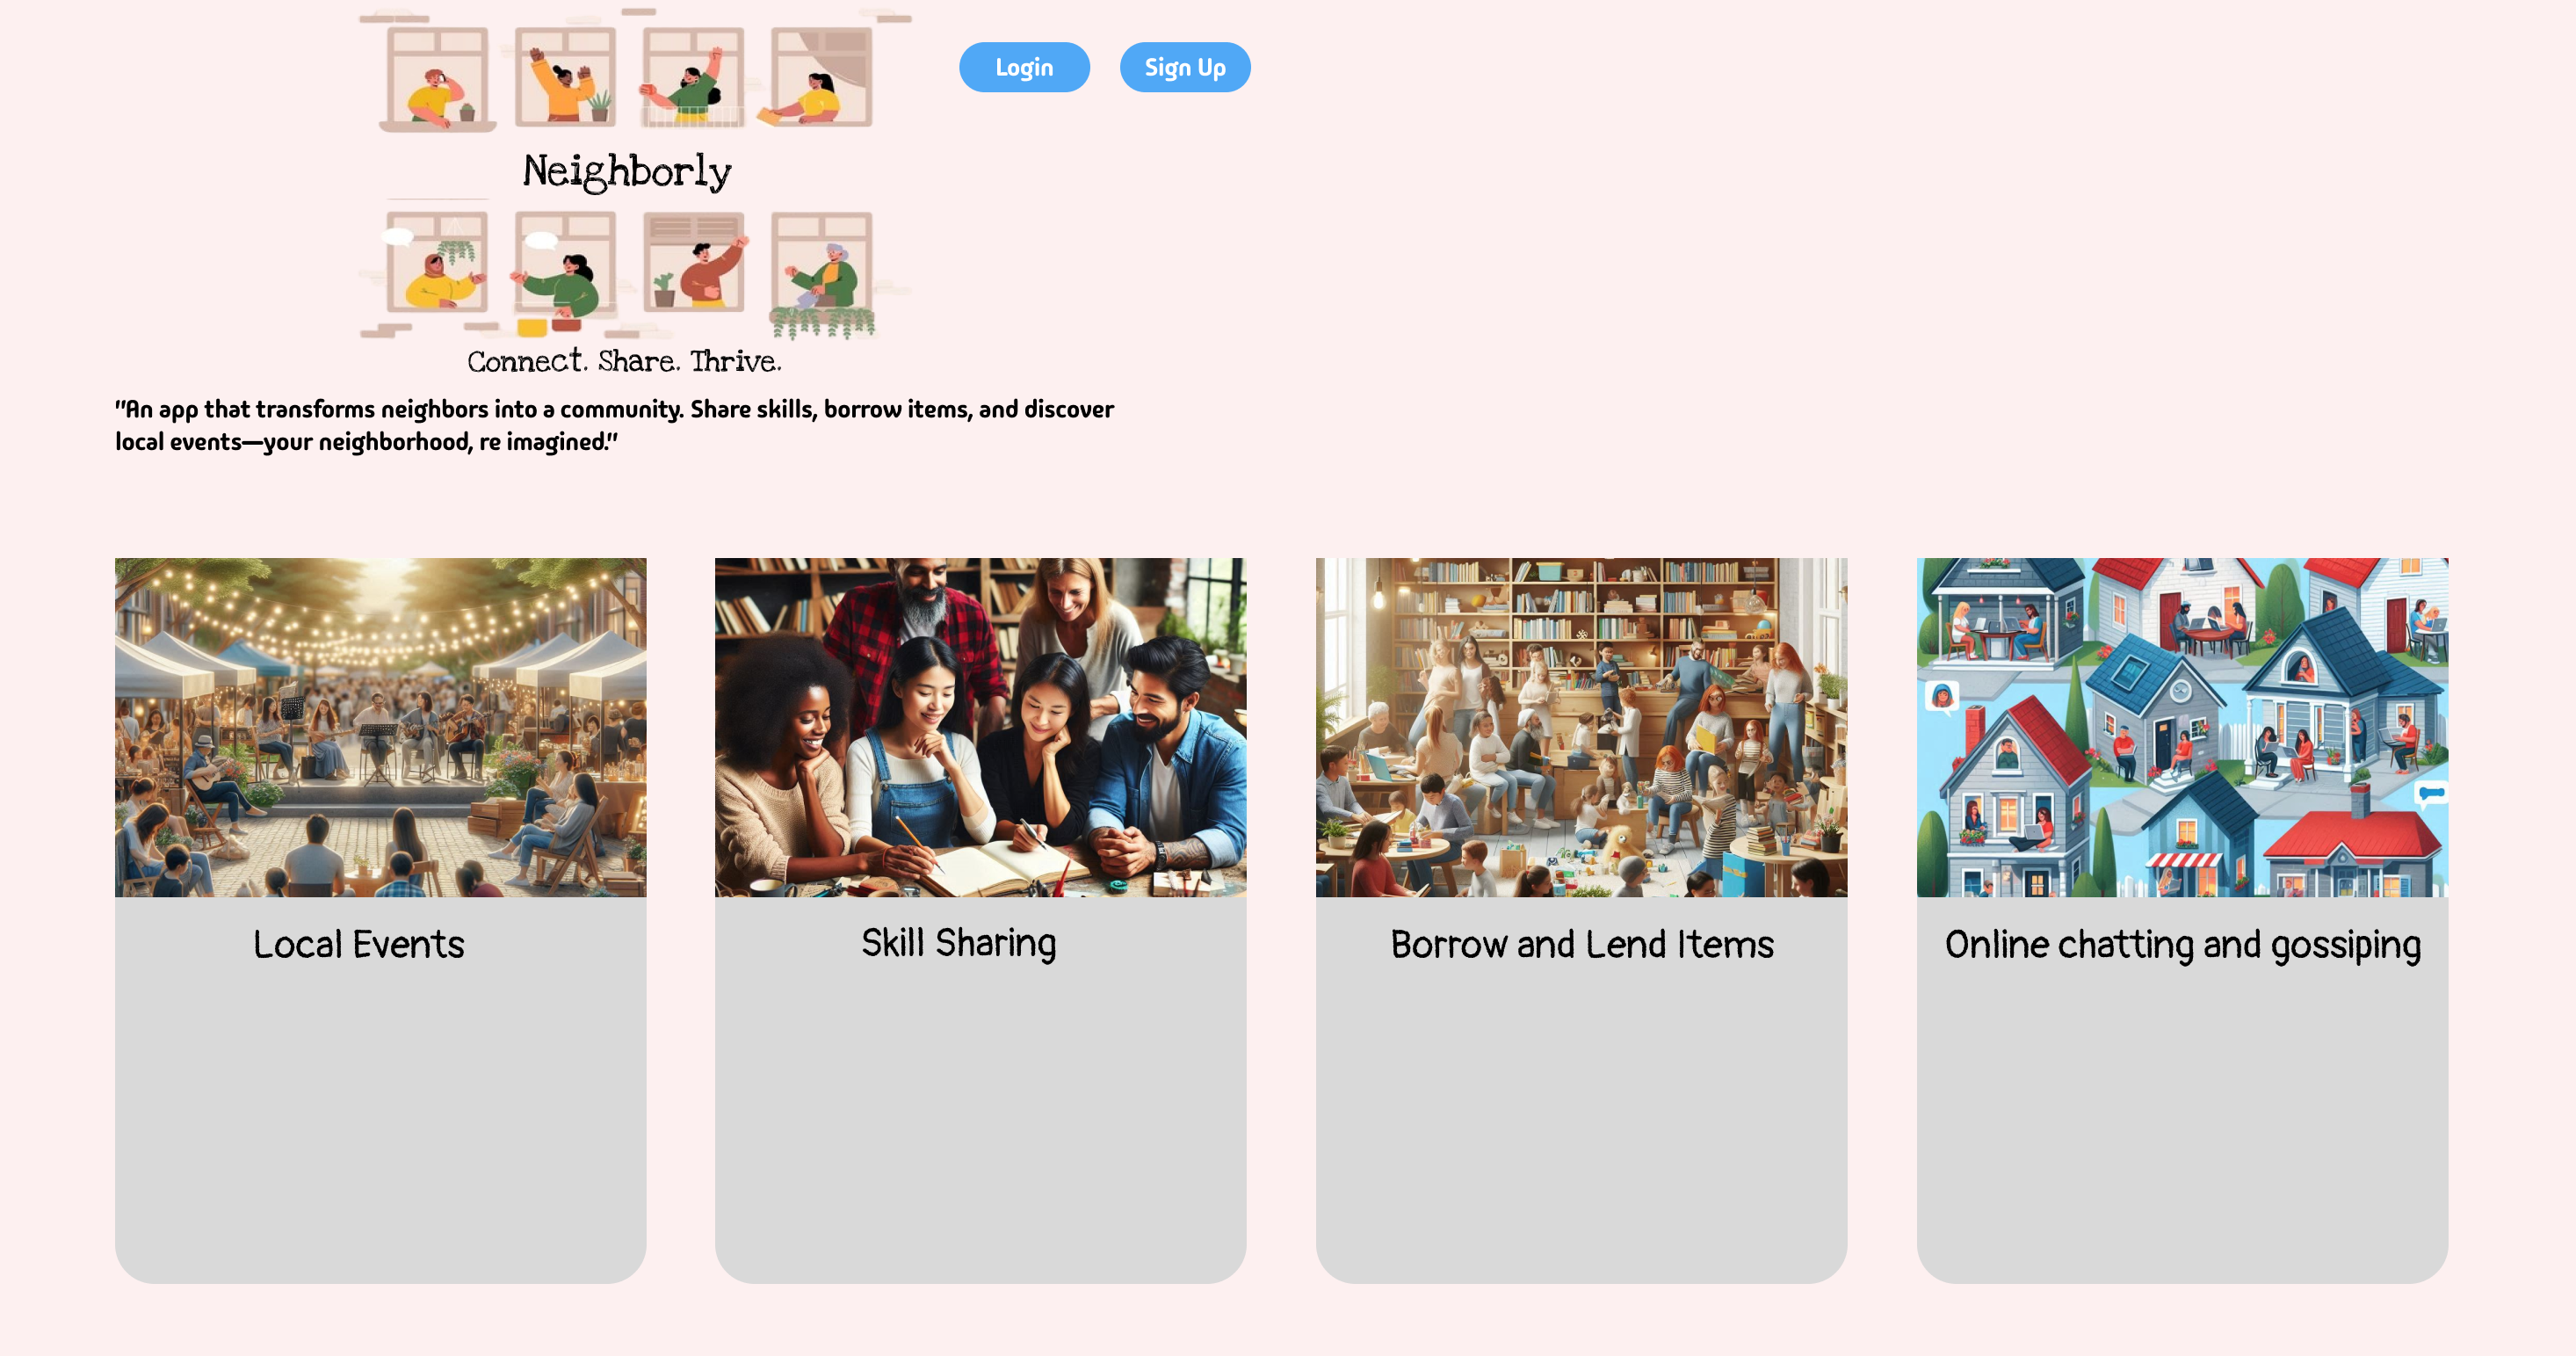 Login
Sign Up
Neighborly
Connect. Share. Thrive.
"An app that transforms neighbors into a community. Share skills, borrow items, and discover
local events—your neighborhood, re imagined."
Local Events
Skill Sharing
Borrow and Lend Items
Online chatting and gossiping